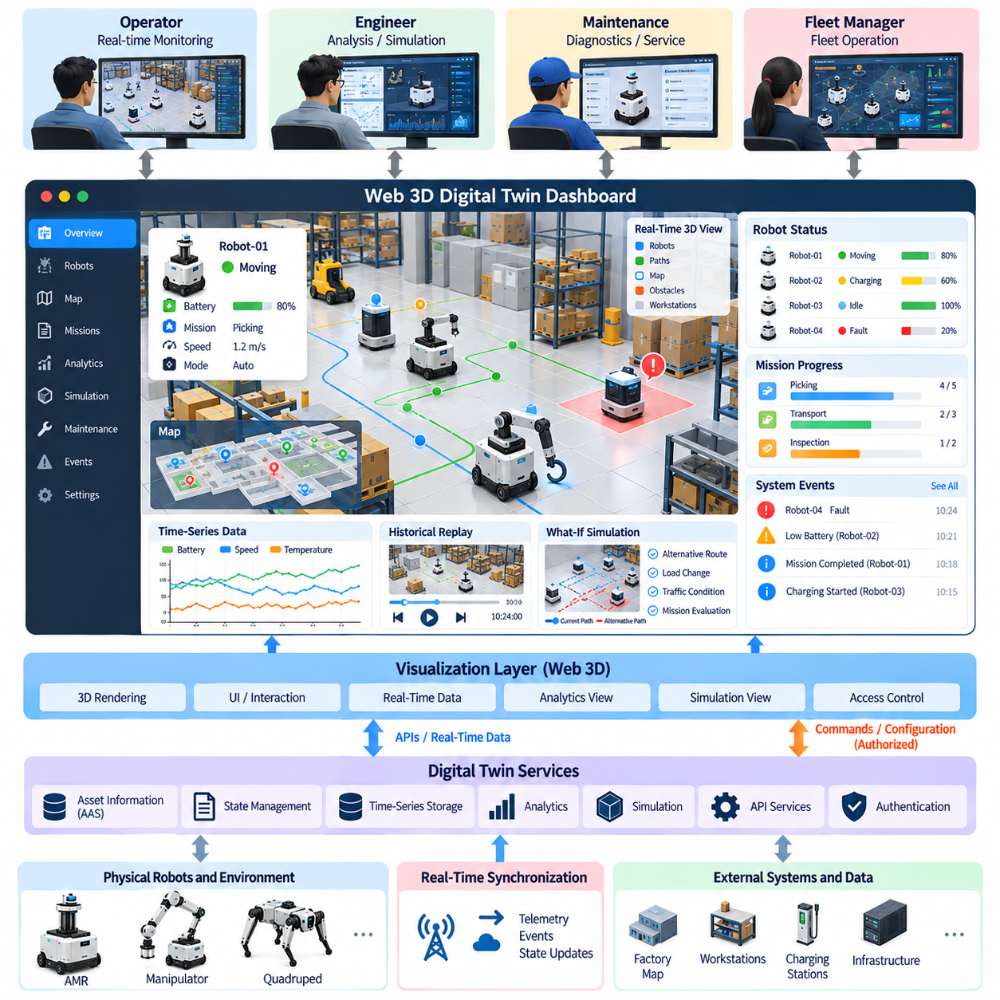 Operator
Real-time Monitoring
Engineer
Analysis / Simulation
Maintenance
Diagnostics / Service
Fleet Manager
Fleet Operation
Web 3D Digital Twin Dashboard
Overview
Robots
Map
Missions
Analytics
Simulation
Maintenance
Events
Settings
Robot-01
Moving
Battery 80%
Mission Picking
Speed 1.2 m/s
Mode Auto
Real-Time 3D View
Robots
Paths
Map
Obstacles
Workstations
Map
Robot Status
Robot-01 Moving 80%
Robot-02 Charging 60%
Robot-03 Idle 100%
Robot-04 Fault 20%
Mission Progress
Picking 4 / 5
Transport 2 / 3
Inspection 1 / 2
System Events See All
Robot-04 Fault 10:24
Low Battery (Robot-02) 10:21
Mission Completed (Robot-01) 10:18
Charging Started (Robot-03) 10:15
Time-Series Data
Battery Speed Temperature
Historical Replay
10:24:00
What-If Simulation
Alternative Route
Load Change
Traffic Condition
Mission Evaluation
Current Path Alternative Path
Visualization Layer (Web 3D)
3D Rendering
UI / Interaction
Real-Time Data
Analytics View
Simulation View
Access Control
APIs / Real-Time Data
Commands / Configuration
(Authorized)
Digital Twin Services
Asset Information
(AAS)
State Management
Time-Series Storage
Analytics
Simulation
API Services
Authentication
Physical Robots and Environment
AMR
Manipulator
Quadruped
...
Real-Time Synchronization
Telemetry
Events
State Updates
External Systems and Data
Factory
Map
Workstations
Charging
Stations
Infrastructure
...